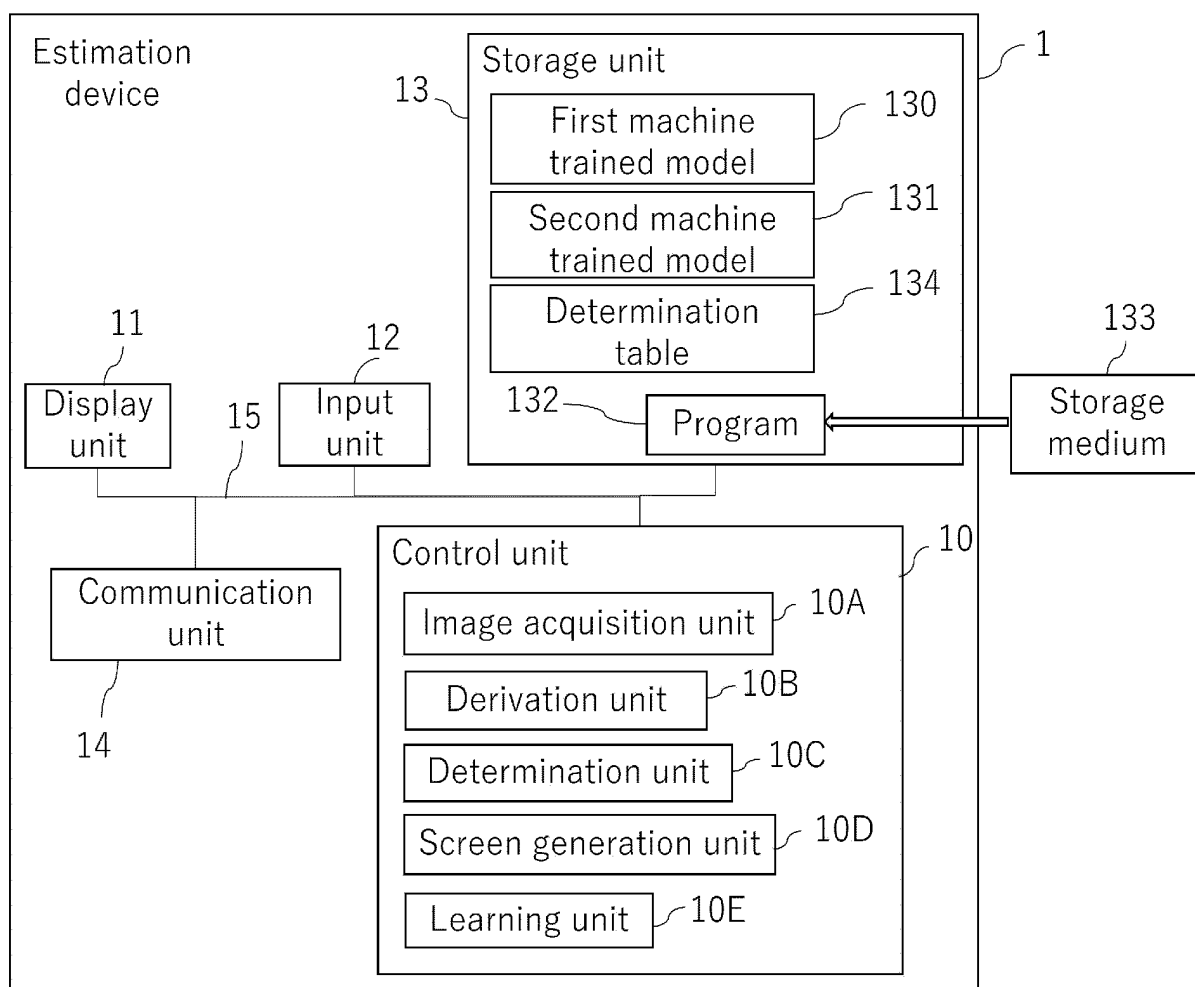 Estimation
device
1
Storage unit
13
First machine
trained model
130
Second machine
trained model
131
Determination
table
134
132
Program
133
Storage
medium
11
Display
unit
12
Input
unit
15
Communication
unit
14
Control unit
10
Image acquisition unit
10A
Derivation unit
10B
Determination unit
10C
Screen generation unit
10D
Learning unit
10E